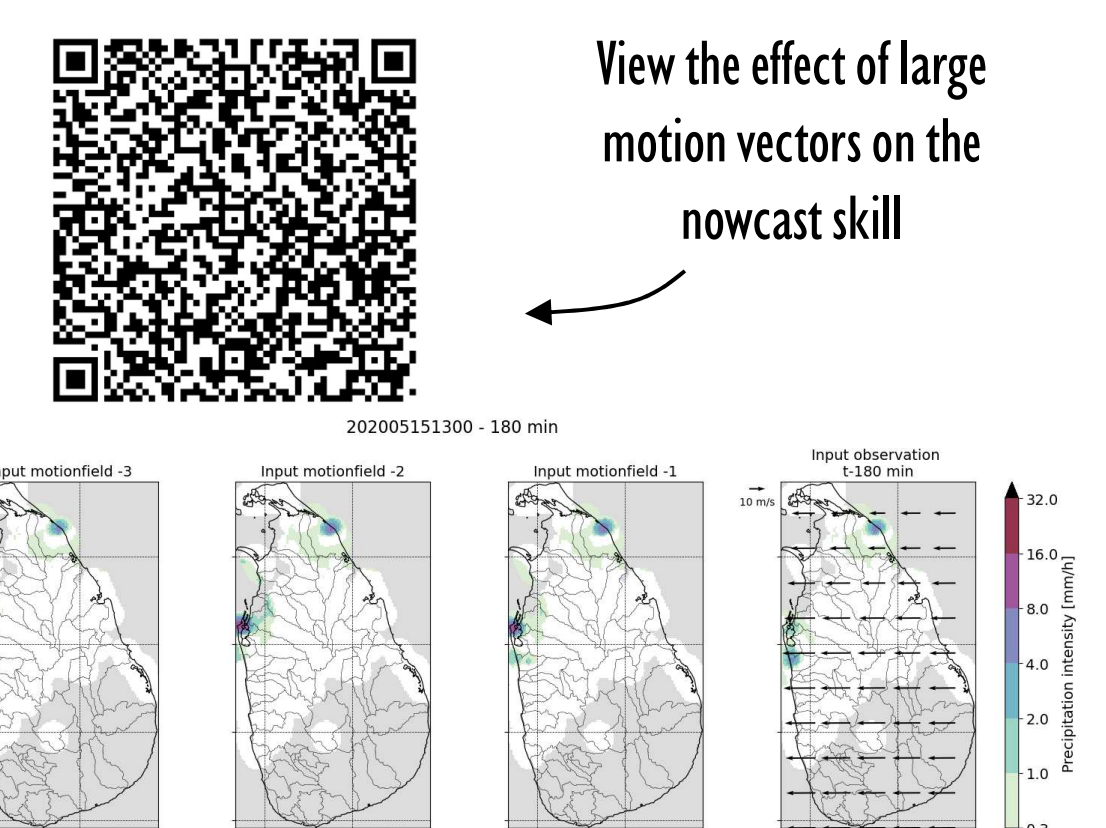 View the effect of large
motion vectors on the
nowcast skill
202005151300 - 180 min
put motionfield -3
Input motionfield -2
Input motionfield -1
Input observation
t-180 min
10 m/s
32.0
16.0
8.0
4.0
2.0
1.0
Precipitation intensity [mm/h]